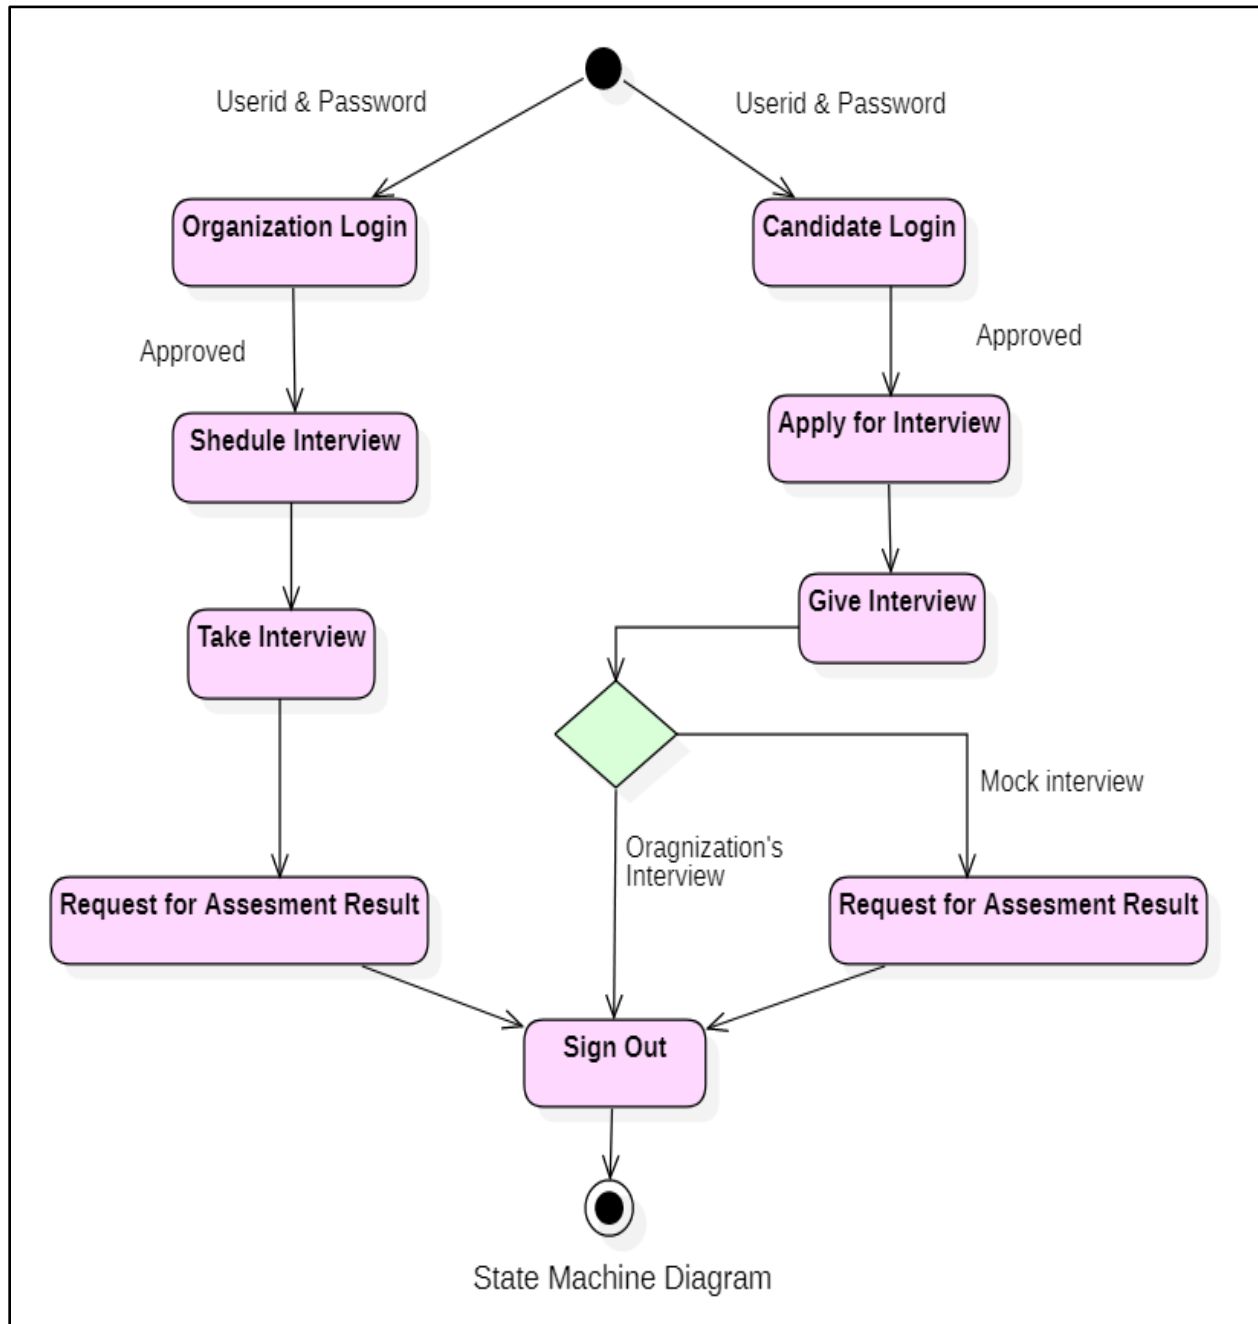 Userid & Password
Userid & Password
Organization Login
Candidate Login
Approved
Approved
Shedule Interview
Apply for Interview
Take Interview
Give Interview
Mock interview
Oragnization's
Interview
Request for Assesment Result
Request for Assesment Result
Sign Out
State Machine Diagram